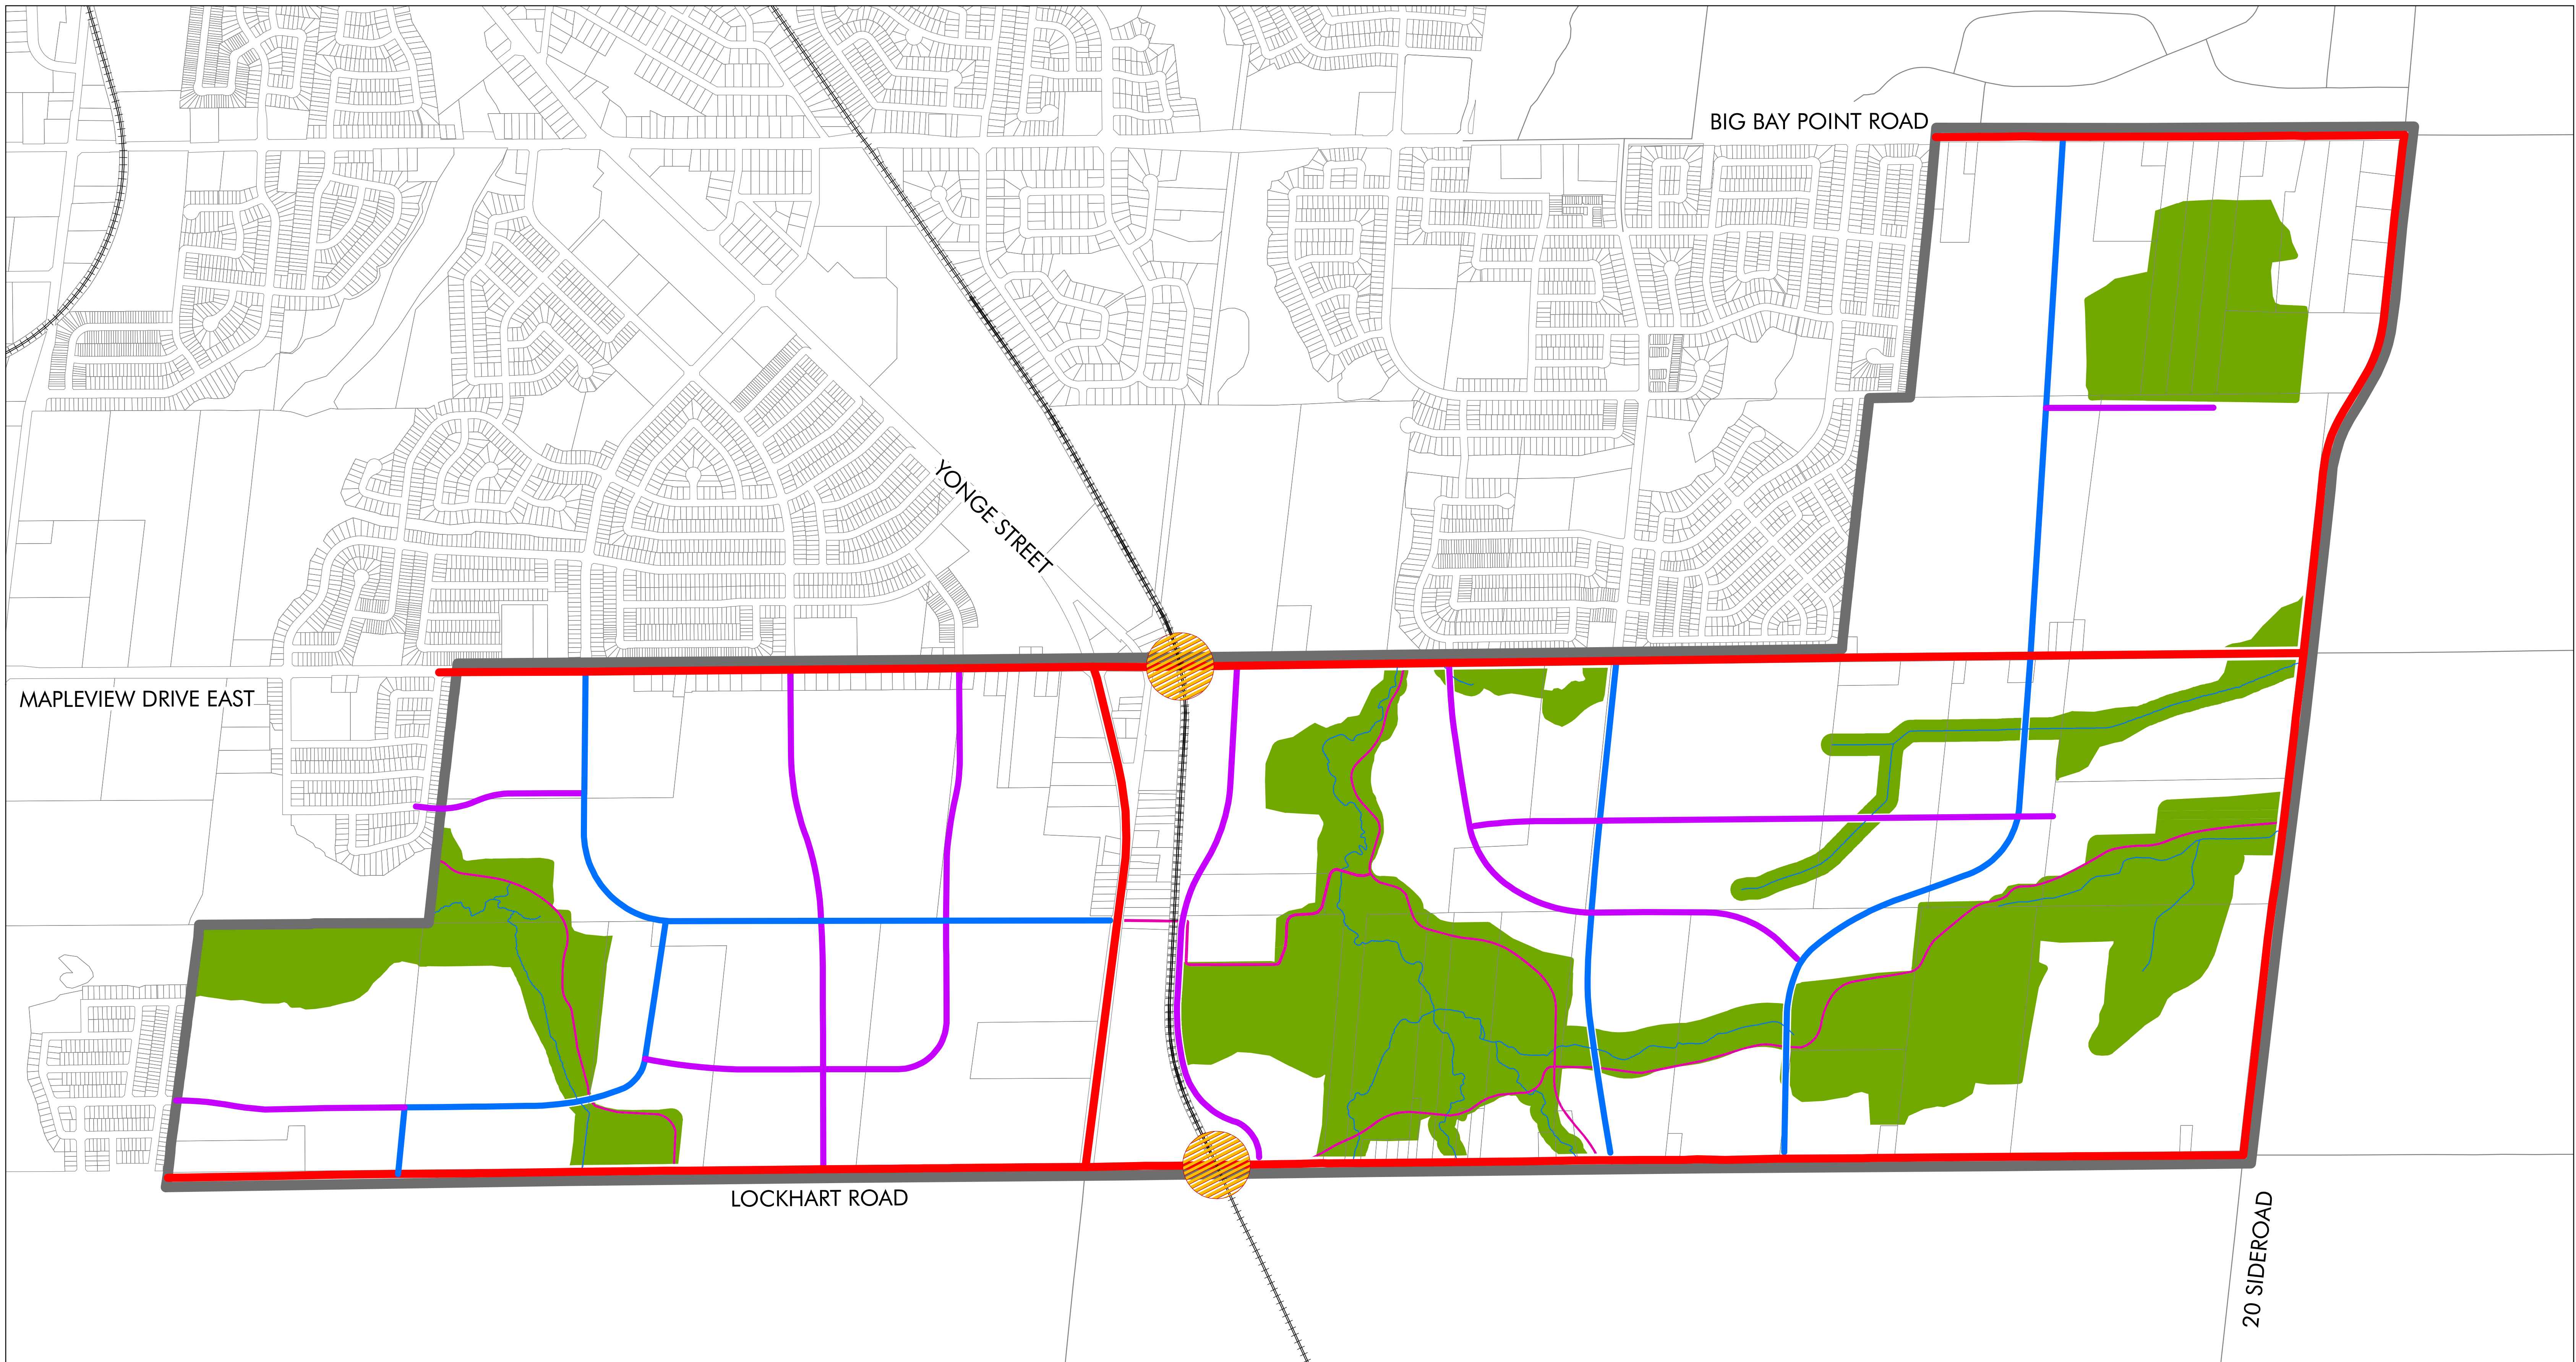 BIG BAY POINT ROAD
YONGE STREET
MAPLEVIEW DRIVE EAST
LOCKHART ROAD
20 SIDEROAD